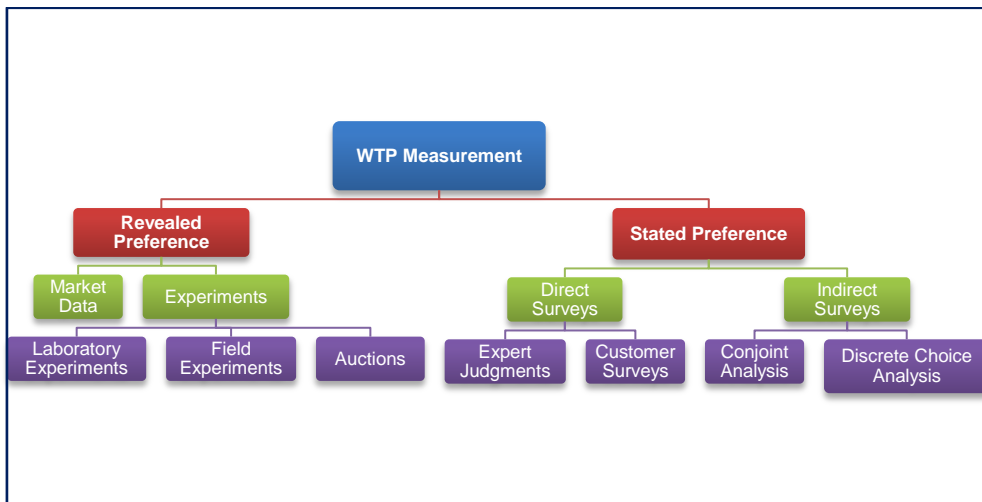 WTP Measurement
Revealed
Preference
Stated Preference
Market
Data
Experiments
Direct
Surveys
Indirect
Surveys
Laboratory
Experiments
Field
Experiments
Auctions
Expert
Judgments
Customer
Surveys
Conjoint
Analysis
Discrete Choice
Analysis